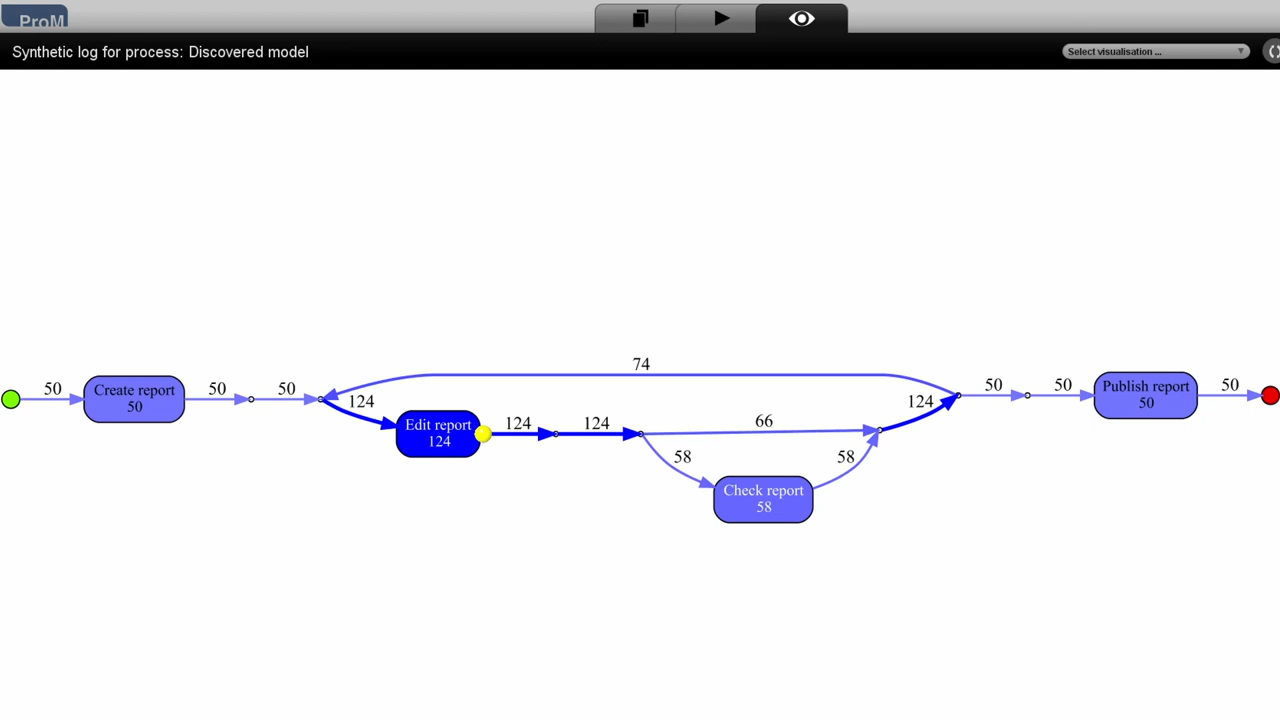 ProM
Synthetic log for process: Discovered model
Select visualisation ...
74
50
Create report
50
50
50
124
Edit report
124
124
124
66
58
Check report
58
58
124
50
50
Publish report
50
50